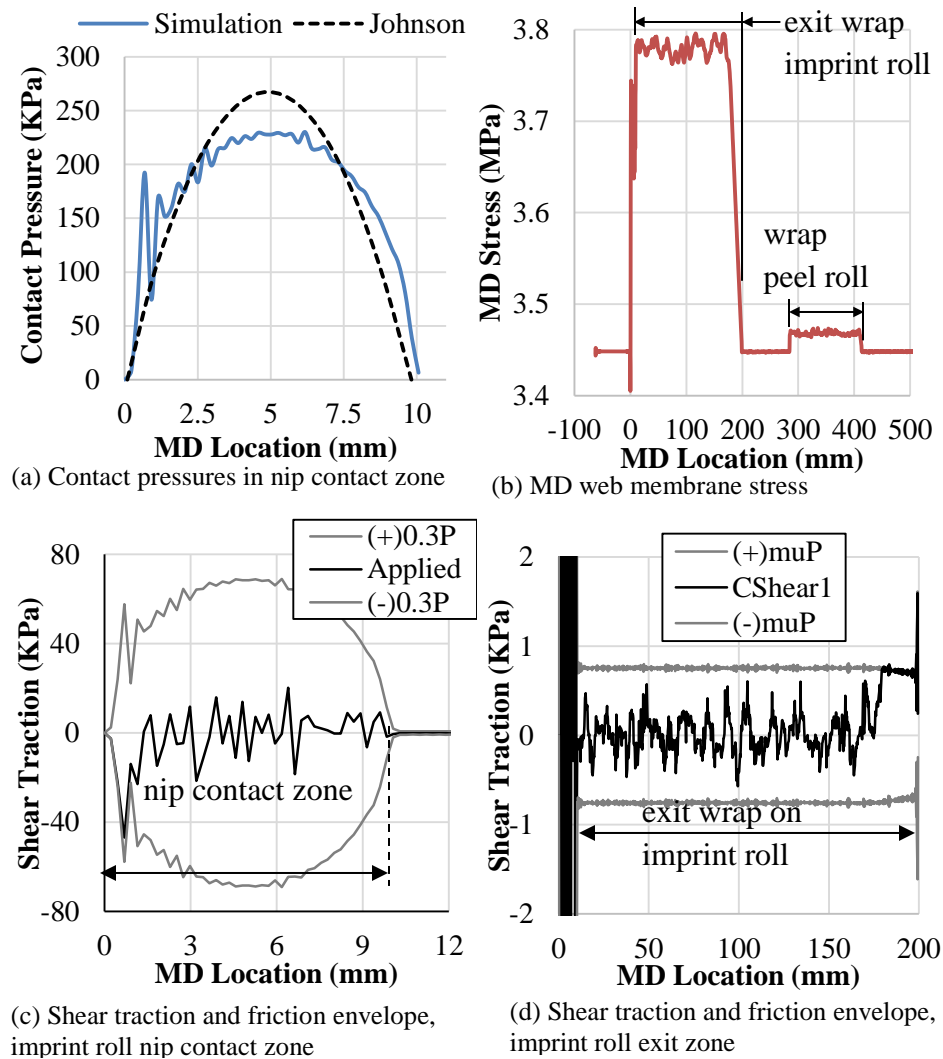 Simulation
Johnson
300
250
200
150
100
50
0
Contact Pressure (KPa)
0
2.5
5
7.5
10
MD Location (mm)
(a) Contact pressures in nip contact zone
3.8
3.7
3.6
3.5
3.4
MD Stress (MPa)
exit wrap
imprint roll
wrap
peel roll
-100
0
100
200
300
400
500
MD Location (mm)
(b) MD web membrane stress
80
40
0
-40
-80
Shear Traction (KPa)
(+)0.3P
Applied
(-)0.3P
nip contact zone
0
3
6
9
12
MD Location (mm)
(c) Shear traction and friction envelope,
imprint roll nip contact zone
2
1
0
-1
-2
Shear Traction (KPa)
(+)muP
CShear1
(-)muP
exit wrap on
imprint roll
0
50
100
150
200
MD Location (mm)
(d) Shear traction and friction envelope,
imprint roll exit zone